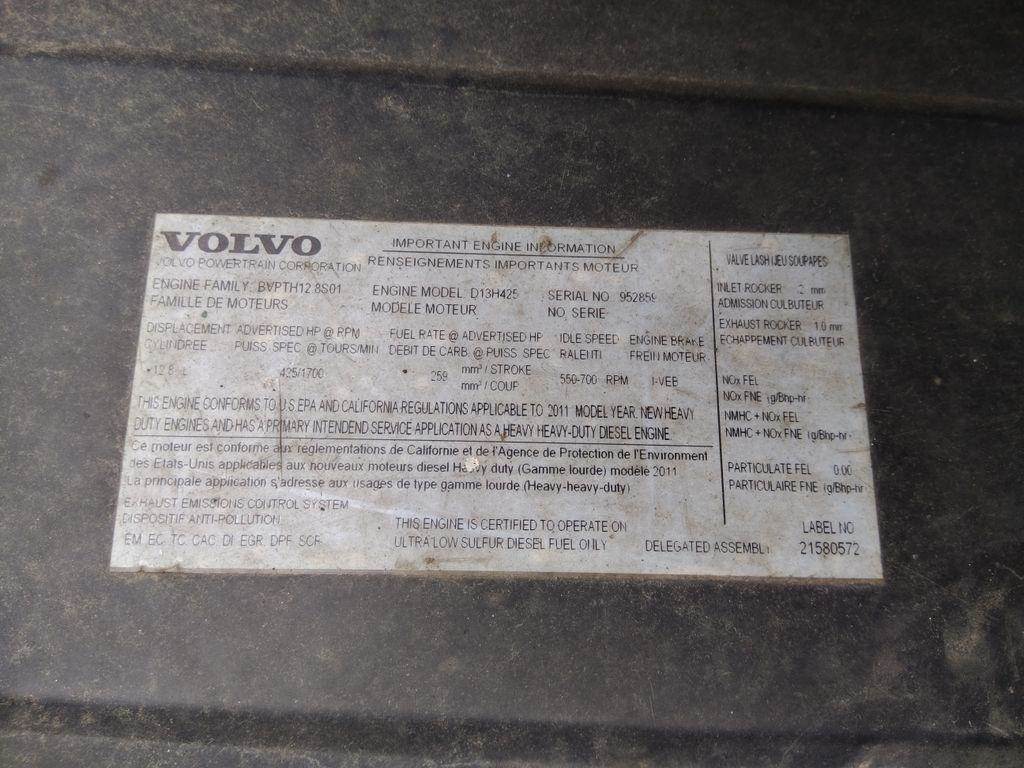 VOLVO
VOLVO POWERTRAIN CORPORATION
IMPORTANT ENGINE INFORMATION
RENSEIGNEMENTS IMPORTANTS MOTEUR
ENGINE FAMILY: BVPTH12.8S01
FAMILLE DE MOTEURS
ENGINE MODEL D13H425
MODELE MOTEUR
SERIAL NO 952859
NO, SERIE
DISPLACEMENT ADVERTISED HP @ RPM FUEL RATE @ ADVERTISED HP IDLE SPEED ENGINE BRAKE
CYLINDREE PUISS SPEC @ TOURS/MIN DEBIT DE CARB. @ PUISS SPEC RALENTI FREIN MOTEUR
12.8 L 425/1700 259 mm³ / STROKE 550-700 RPM I-VEB
mm³ / COUP
THIS ENGINE CONFORMS TO U.S.EPA AND CALIFORNIA REGULATIONS APPLICABLE TO 2011 MODEL YEAR. NEW HEAVY
DUTY ENGINES AND HAS A PRIMARY INTENDEND SERVICE APPLICATION AS A HEAVY HEAVY-DUTY DIESEL ENGINE
Ce moteur est conforme aux reglementations de Californie et de l'Agence de Protection de l'Environment
des Etats-Unis applicables aux nouveaux moteurs diesel Heavy duty (Gamme lourde) modèle 2011
La principale application s'adresse aux usages de type gamme lourde (Heavy-heavy-duty)
EXHAUST EMISSIONS CONTROL SYSTEM
DISPOSITIF ANTI-POLLUTION
EM, EC, TC, CAC, DI, EGR, DPF, SCR
THIS ENGINE IS CERTIFIED TO OPERATE ON
ULTRA LOW SULFUR DIESEL FUEL ONLY
DELEGATED ASSEMBLY
VALVE LASH (JEU SOUPAPES)
INLET ROCKER .2 mm
ADMISSION CULBUTEUR
EXHAUST ROCKER 1.0 mm
ECHAPPEMENT CULBUTEUR
NOx FEL
NOx FNE (g/Bhp-hr
NMHC + NOx FEL
NMHC + NOx FNE (g/Bhp-hr
PARTICULATE FEL 0.00
PARTICULAIRE FNE (g/Bhp-hr
LABEL NO
21580572